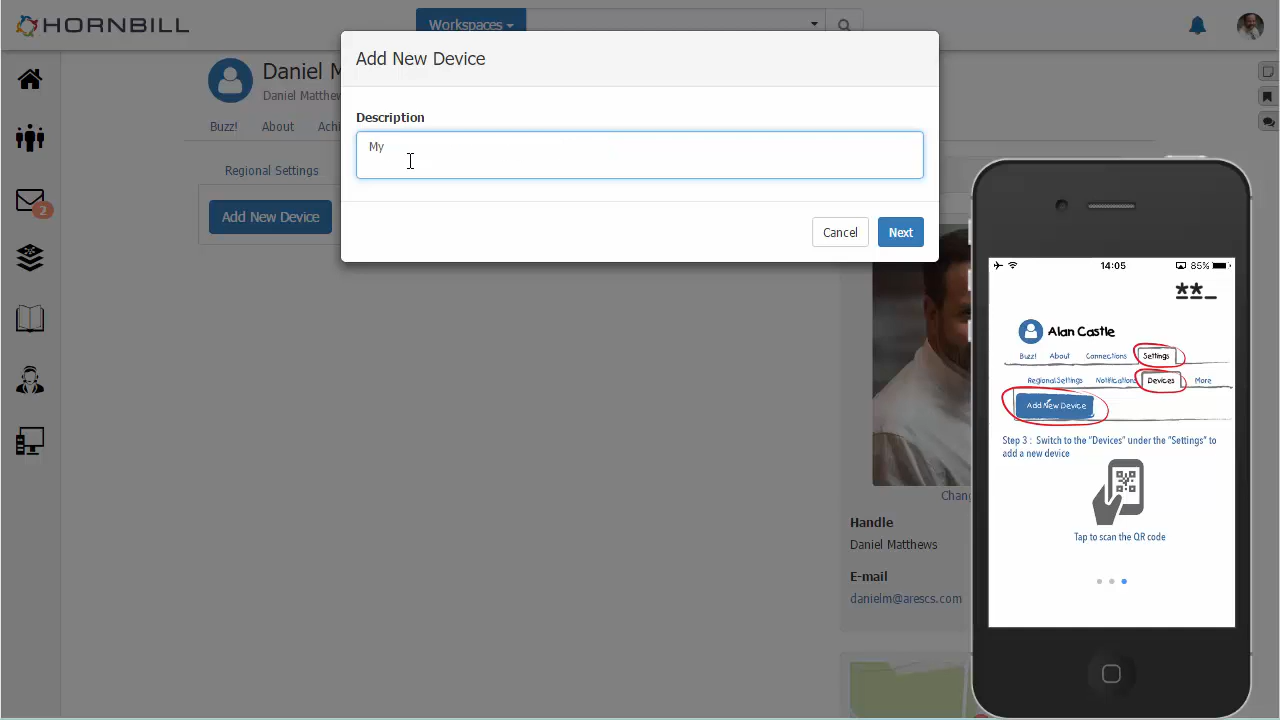 HORNBILL
Workspaces
Add New Device
Daniel M
Daniel Matthew
Buzz!
About
Achi
Description
My
Regional Settings
Add New Device
Cancel
Next
2
Chang
Handle
Daniel Matthews
E-mail
danielm@arescs.com
14:05
85%
**_
Alan Castle
Buzz!
About
Connections
Settings
Regional Settings
Notifications
Devices
More
Add New Device
Step 3 : Switch to the "Devices" under the "Settings" to
add a new device
Tap to scan the QR code